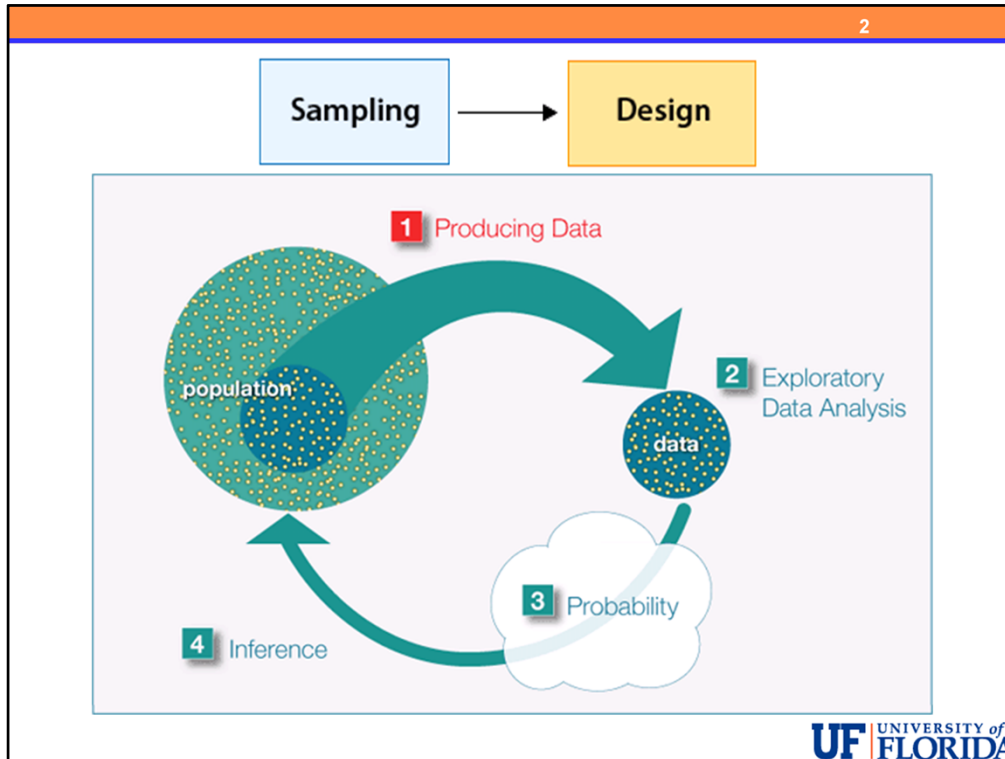 2
Sampling
Design
1 Producing Data
population
2 Exploratory
Data Analysis
data
3 Probability
4 Inference
UF UNIVERSITY of
FLORIDA